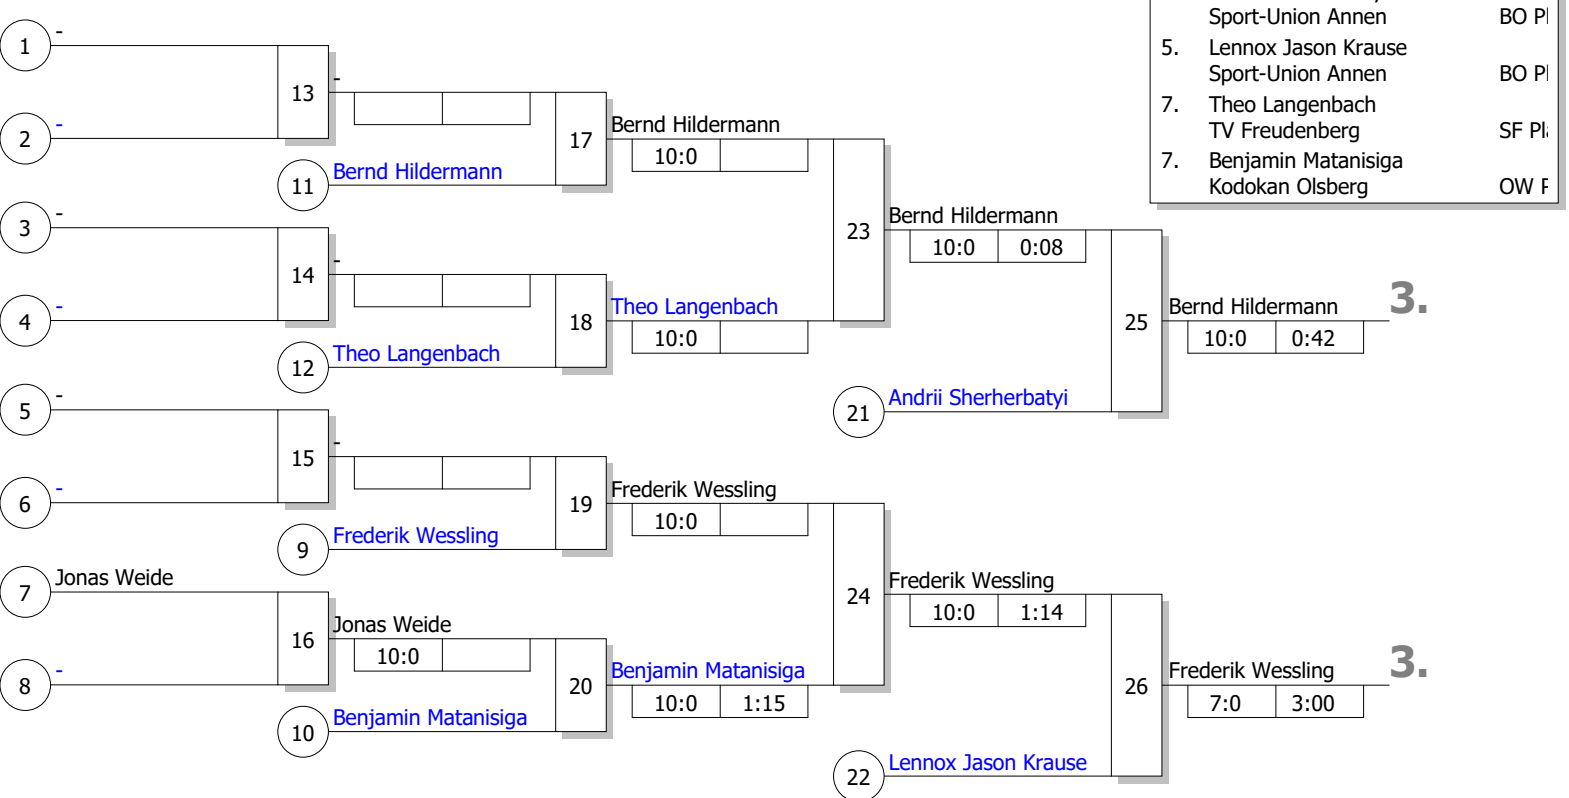 Sport-Union Annen
5. Lennox Jason Krause
Sport-Union Annen
7. Theo Langenbach
TV Freudenberg SF
7. Benjamin Matanisiga
Kodokan Olsberg OW
1 -
13 -
2 -
17 Bernd Hildermann
10:0
11 Bernd Hildermann
3 -
14 -
4 -
18 Theo Langenbach
10:0
12 Theo Langenbach
23 Bernd Hildermann
10:0 0:08
25 Bernd Hildermann 3.
10:0 0:42
21 Andrii Sherherbatyi
5 -
15 -
6 -
19 Frederik Wessling
10:0
9 Frederik Wessling
7 Jonas Weide
16 Jonas Weide
10:0
8 -
20 Benjamin Matanisiga
10:0 1:15
10 Benjamin Matanisiga
24 Frederik Wessling
10:0 1:14
26 Frederik Wessling 3.
7:0 3:00
22 Lennox Jason Krause